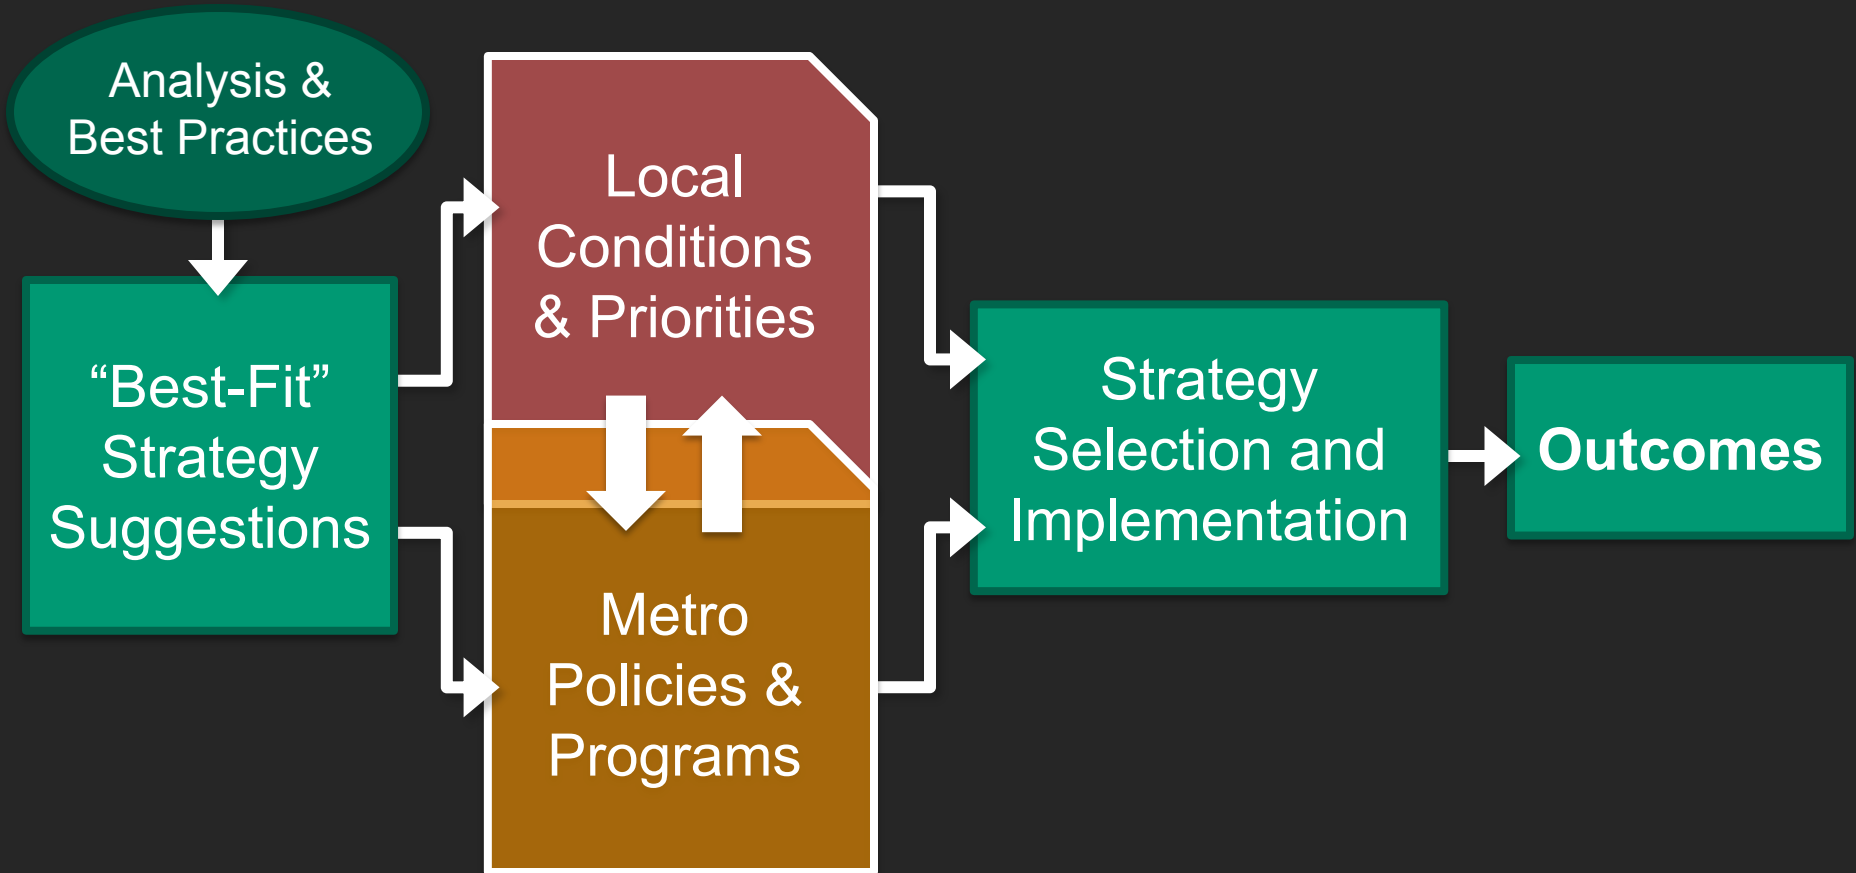 Analysis &
Best Practices
“Best-Fit”
Strategy
Suggestions
Local
Conditions
& Priorities
Metro
Policies &
Programs
Strategy
Selection and
Implementation
Outcomes